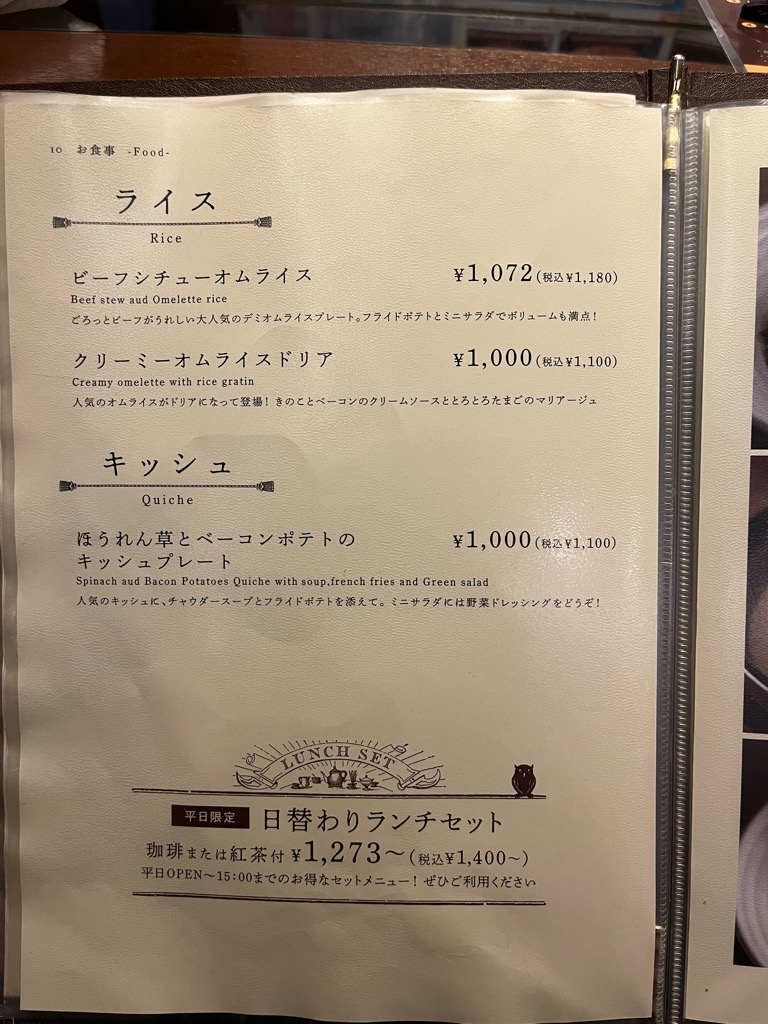 10 お食事 -Food-
ライス
Rice
ビーフシチューオムライス ¥1,072(税込¥1,180)
Beef stew aud Omelette rice
ごろっとビーフがうれしい大人気のデミオムライスプレート。フライドポテトとミニサラダでボリュームも満点！
クリーミーオムライスドリア ¥1,000(税込¥1,100)
Creamy omelette with rice gratin
人気のオムライスがドリアになって登場！きのことベーコンのクリームソースととろとろたまごのマリアージュ
キッシュ
Quiche
ほうれん草とベーコンポテトの ¥1,000(税込¥1,100)
キッシュプレート
Spinach aud Bacon Potatoes Quiche with soup,french fries and Green salad
人気のキッシュに、チャウダースープとフライドポテトを添えて。ミニサラダには野菜ドレッシングをどうぞ！
LUNCH SET
平日限定 日替わりランチセット
珈琲または紅茶付 ¥1,273〜(税込¥1,400〜)
平日OPEN〜15:00までのお得なセットメニュー！ぜひご利用ください